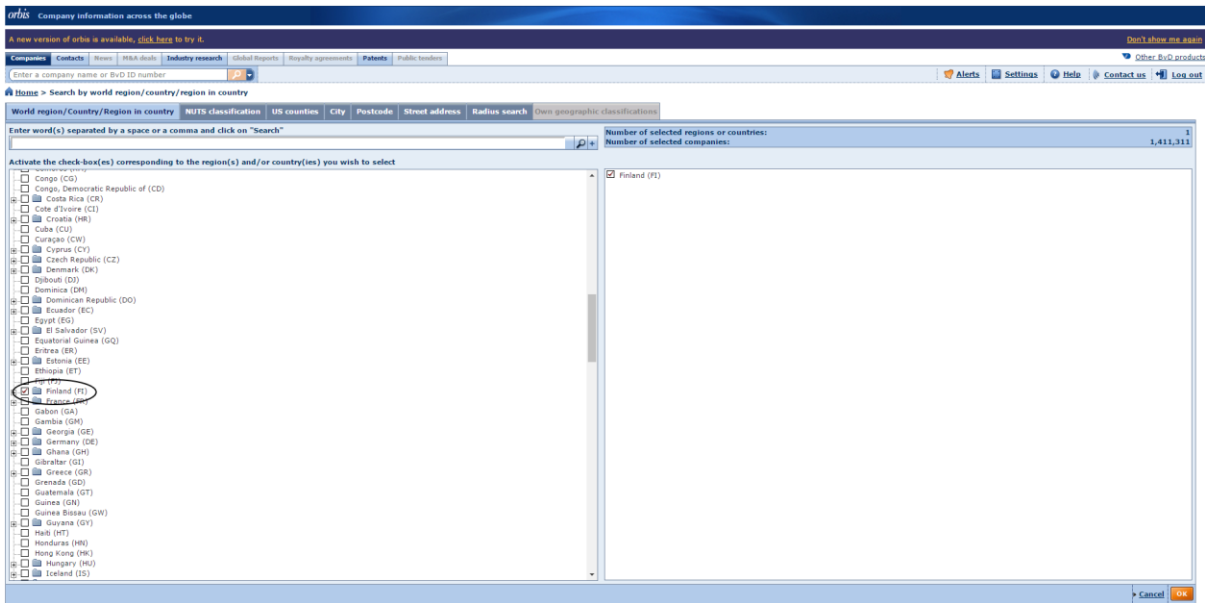 orbis Company information across the globe
A new version of orbis is available, click here to try it.
Don't show me again
Companies Contacts News M&A deals Industry research Global Reports Royalty agreements Patents Public tenders
Other BvD products
Enter a company name or BvD ID number
Alerts Settings Help Contact us Log out
Home > Search by world region/country/region in country
World region/Country/Region in country NUTS classification US counties City Postcode Street address Radius search Own geographic classifications
Enter word(s) separated by a space or a comma and click on "Search"
Number of selected regions or countries: 1
Number of selected companies: 1,411,311
Activate the check-box(es) corresponding to the region(s) and/or country(ies) you wish to select
Finland (FI)
Congo (CG)
Congo, Democratic Republic of (CD)
Costa Rica (CR)
Cote d'Ivoire (CI)
Croatia (HR)
Cuba (CU)
Curaçao (CW)
Cyprus (CY)
Czech Republic (CZ)
Denmark (DK)
Djibouti (DJ)
Dominica (DM)
Dominican Republic (DO)
Ecuador (EC)
Egypt (EG)
El Salvador (SV)
Equatorial Guinea (GQ)
Eritrea (ER)
Estonia (EE)
Ethiopia (ET)
Fiji (FJ)
Finland (FI)
France (FR)
Gabon (GA)
Gambia (GM)
Georgia (GE)
Germany (DE)
Ghana (GH)
Gibraltar (GI)
Greece (GR)
Grenada (GD)
Guatemala (GT)
Guinea (GN)
Guinea Bissau (GW)
Guyana (GY)
Haiti (HT)
Honduras (HN)
Hong Kong (HK)
Hungary (HU)
Iceland (IS)
Cancel OK